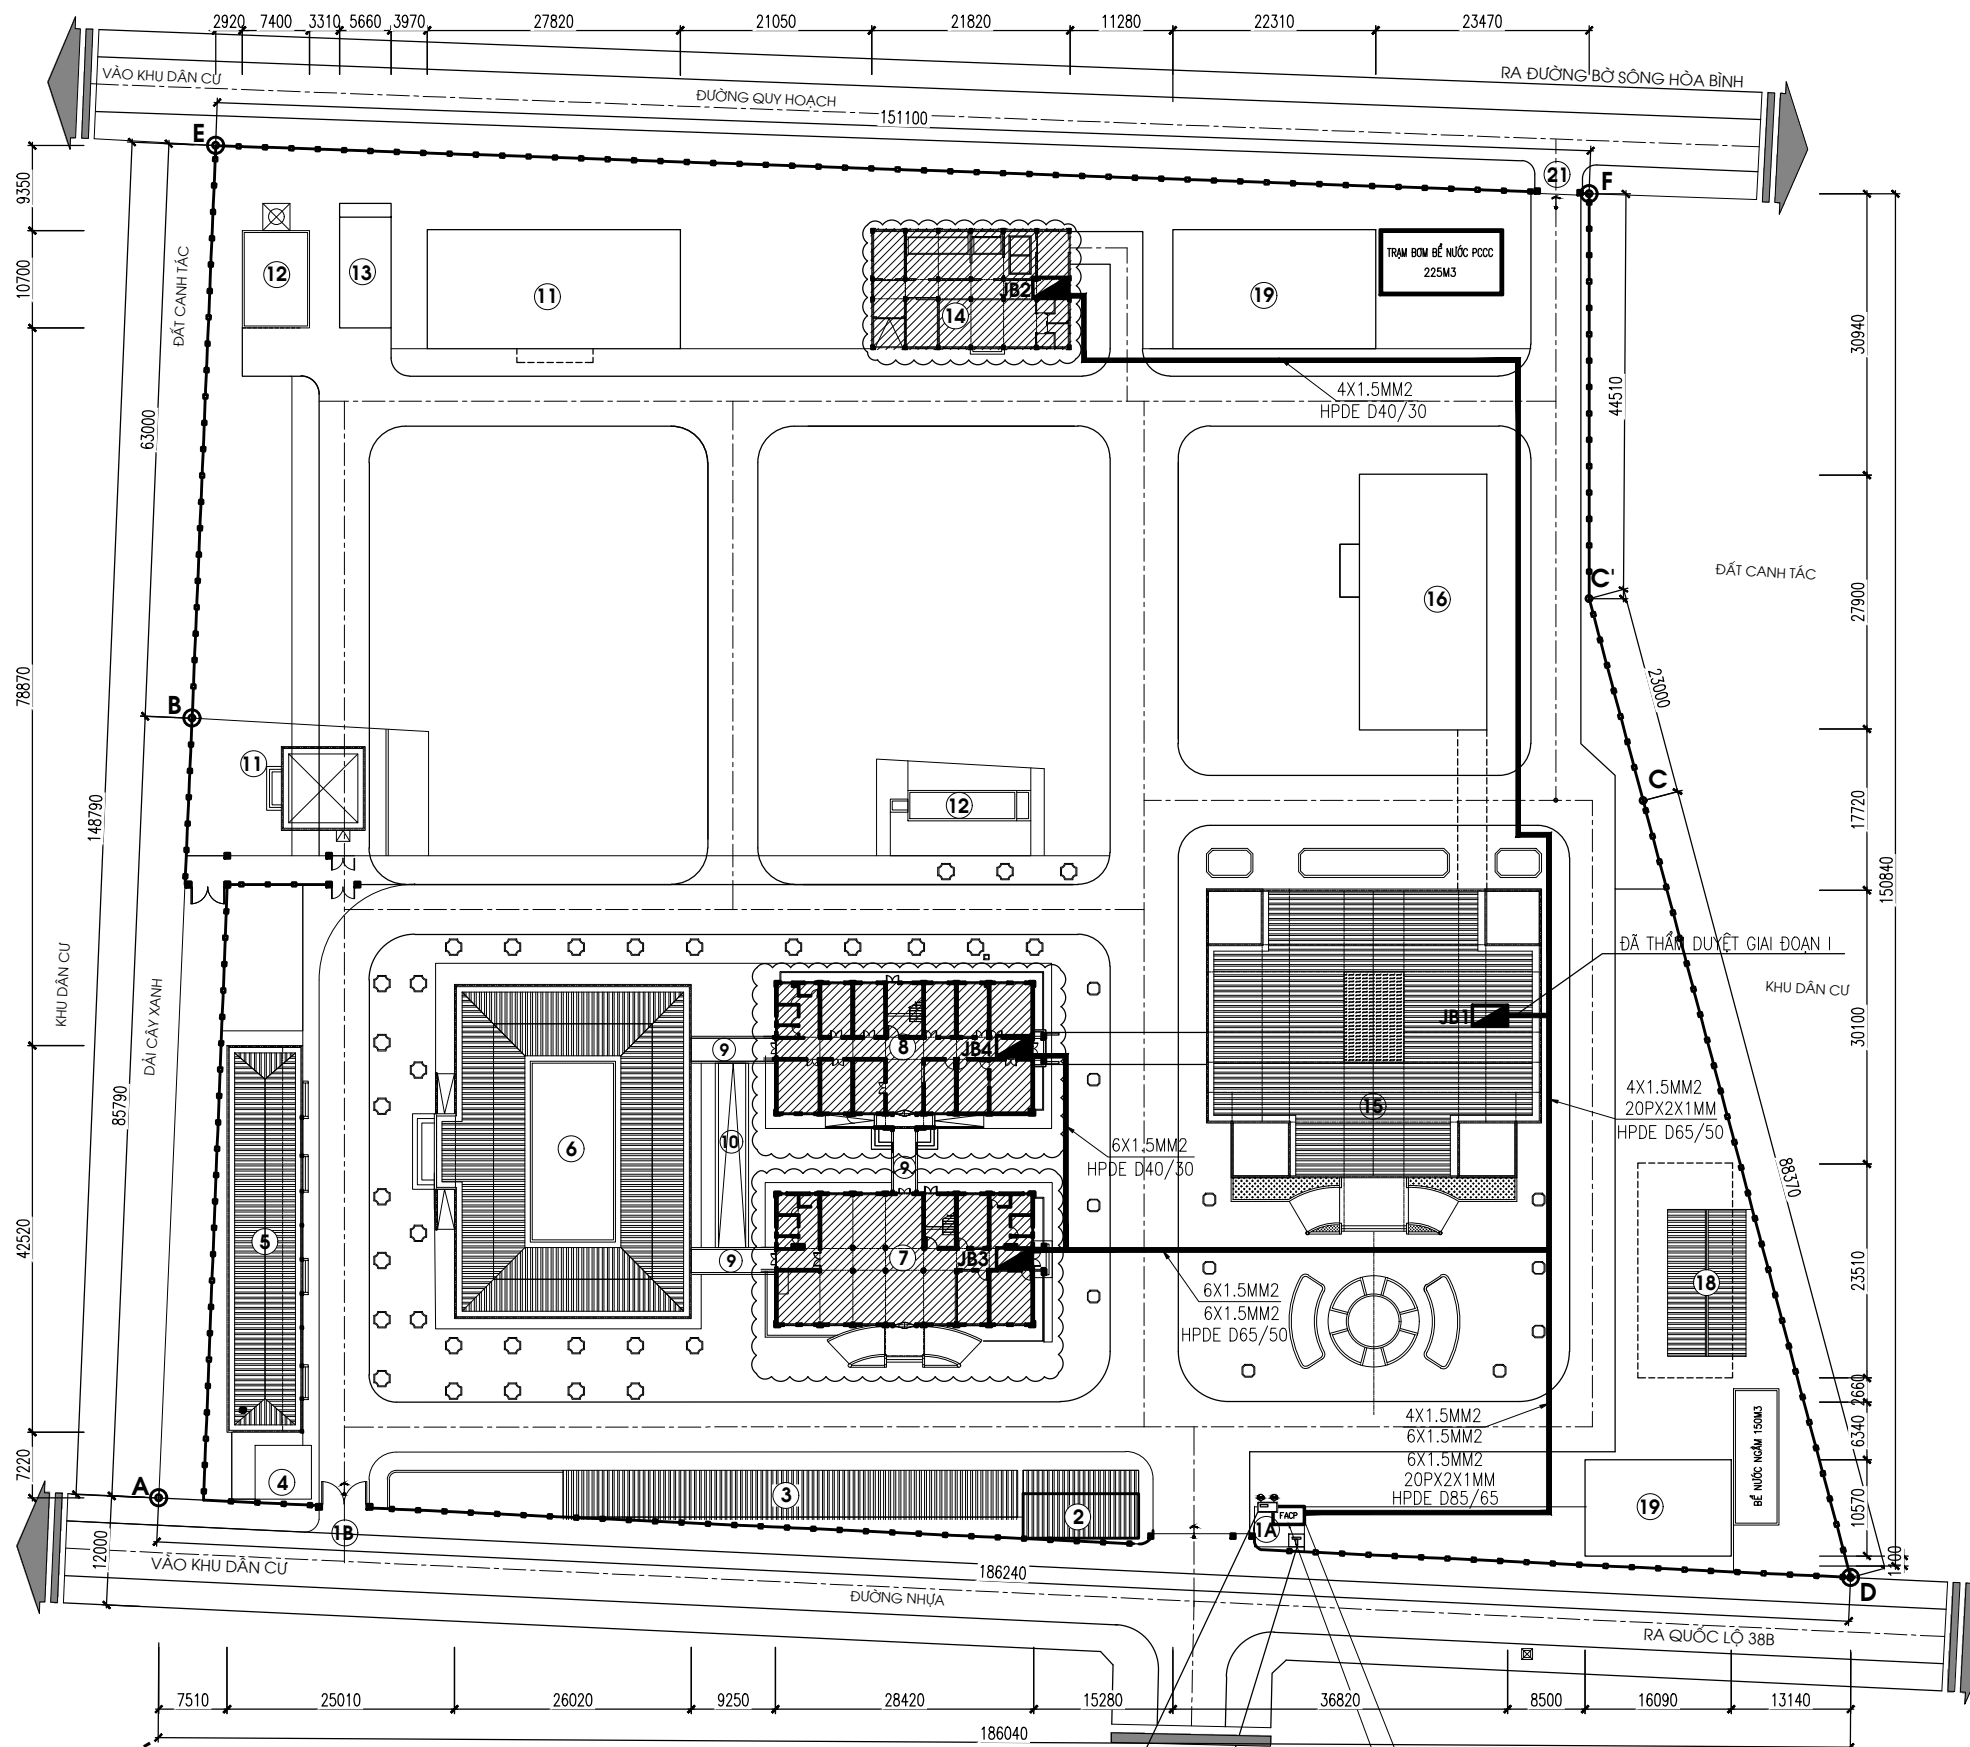 2920 7400 3310 5660 3970 27820 21050 21820 11280 22310 23470
VÀO KHU DÂN CƯ
RA ĐƯỜNG BỜ SÔNG HÒA BÌNH
ĐƯỜNG QUY HOẠCH
151100
E
21
F
9350
10700
78870
42520
7220
ĐẤT CANH TÁC
63000
148790
85790
12000
KHU DÂN CƯ
DẢI CÂY XANH
12
13
11
JB2
14
19
TRẠM BƠM BỂ NƯỚC PCCC
225M3
4X1.5MM2
HPDE D40/30
44510
30940
27900
17720
150840
30100
23510
2660
6340
10570
16
C'
ĐẤT CANH TÁC
23000
B
11
12
C
ĐÃ THẨM DUYỆT GIAI ĐOẠN I
KHU DÂN CƯ
JB1
9
8
JB4
15
4X1.5MM2
20PX2X1MM
HPDE D65/50
6
10
6X1.5MM2
HPDE D40/30
9
88370
5
9
7
JB3
6X1.5MM2
6X1.5MM2
HPDE D65/50
18
4X1.5MM2
6X1.5MM2
6X1.5MM2
20PX2X1MM
HPDE D85/65
BỂ NƯỚC NGẦM 150M3
A
4
3
2
FACP
1A
19
1B
VÀO KHU DÂN CƯ
186240
D
ĐƯỜNG NHỰA
RA QUỐC LỘ 38B
7510 25010 26020 9250 28420 15280 36820 8500 16090 13140
186040